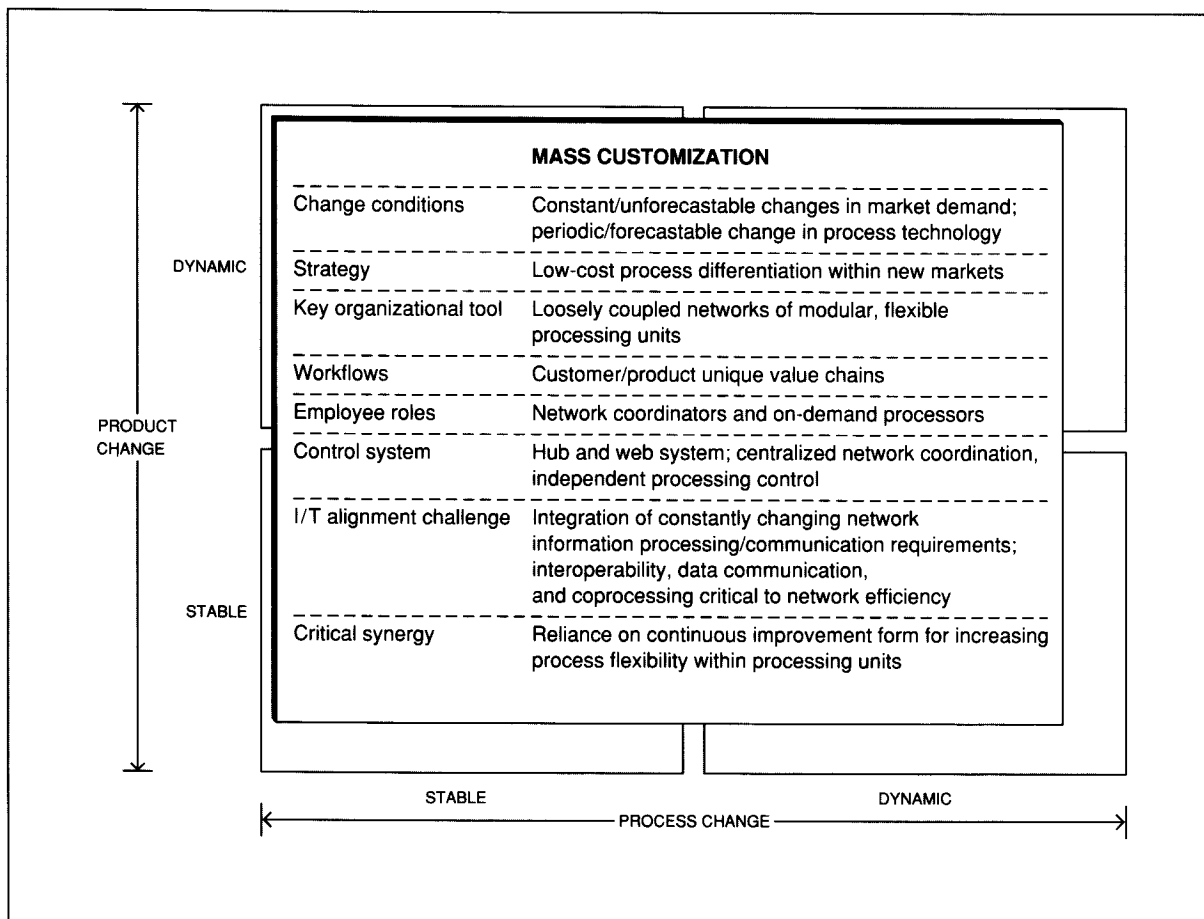 MASS CUSTOMIZATION
Change conditions Constant/unforecastable changes in market demand;
periodic/forecastable change in process technology
DYNAMIC
Strategy Low-cost process differentiation within new markets
Key organizational tool Loosely coupled networks of modular, flexible
processing units
Workflows Customer/product unique value chains
Employee roles Network coordinators and on-demand processors
PRODUCT
CHANGE
Control system Hub and web system; centralized network coordination,
independent processing control
I/T alignment challenge Integration of constantly changing network
information processing/communication requirements;
interoperability, data communication,
and coprocessing critical to network efficiency
STABLE
Critical synergy Reliance on continuous improvement form for increasing
process flexibility within processing units
STABLE DYNAMIC
PROCESS CHANGE